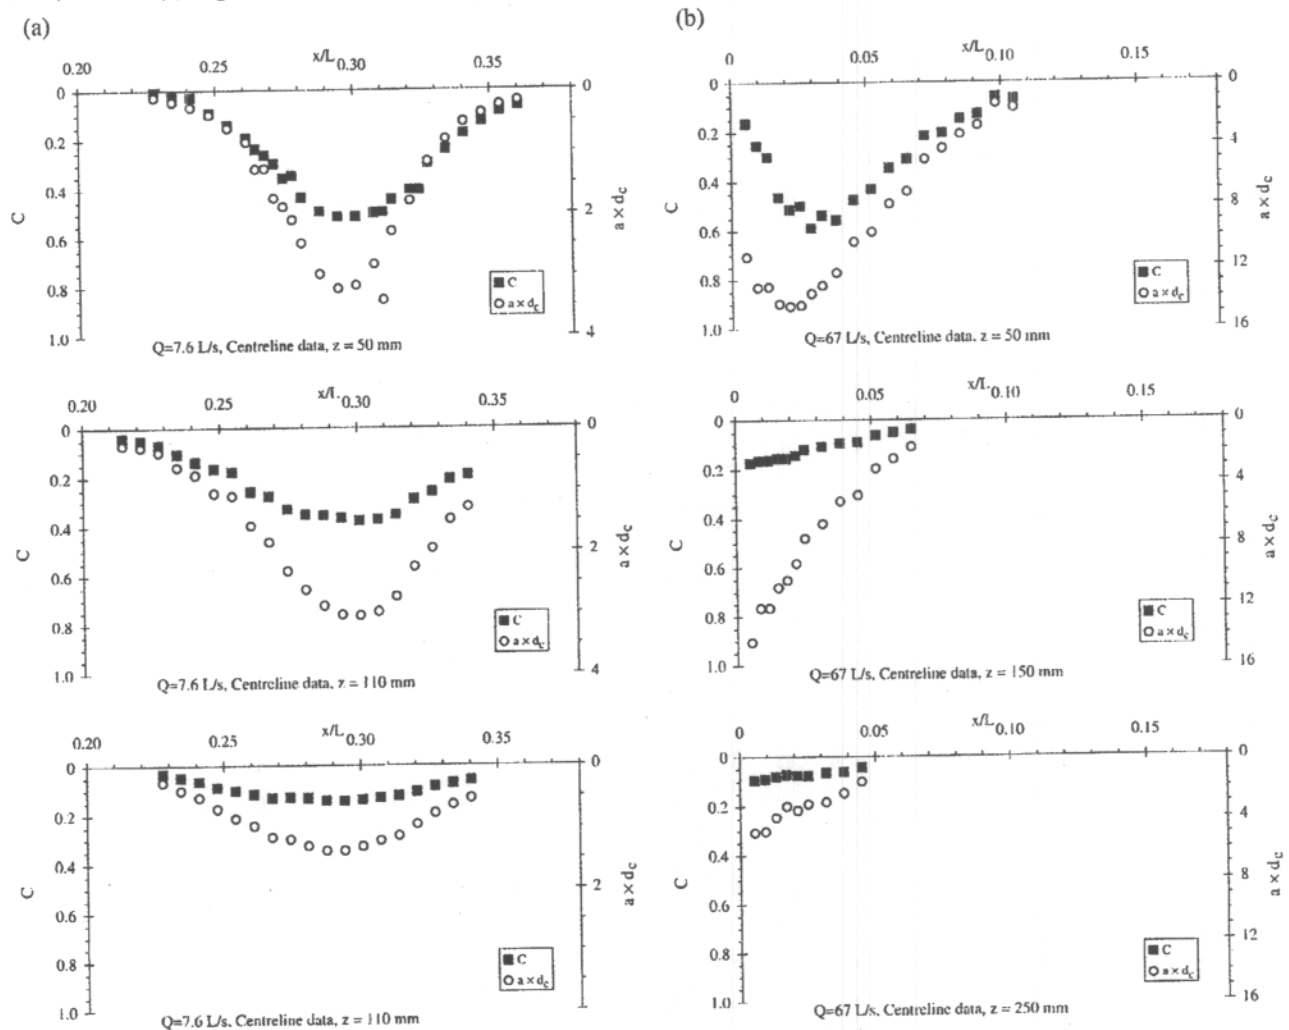 (a)
x/L
0.20 0.25 0.30 0.35
0 0.2 0.4 0.6 0.8 1.0
C
0 2 4
a × d_c
C
a × d_c
Q=7.6 L/s, Centreline data, z = 50 mm
x/L
0.20 0.25 0.30 0.35
0 0.2 0.4 0.6 0.8 1.0
C
0 2 4
a × d_c
C
a × d_c
Q=7.6 L/s, Centreline data, z = 110 mm
x/L
0.20 0.25 0.30 0.35
0 0.2 0.4 0.6 0.8 1.0
C
0 2
a × d_c
C
a × d_c
Q=7.6 L/s, Centreline data, z = 110 mm
(b)
x/L
0 0.05 0.10 0.15
0 0.2 0.4 0.6 0.8 1.0
C
0 4 8 12 16
a × d_c
C
a × d_c
Q=67 L/s, Centreline data, z = 50 mm
x/L
0 0.05 0.10 0.15
0 0.2 0.4 0.6 0.8 1.0
C
0 4 8 12 16
a × d_c
C
a × d_c
Q=67 L/s, Centreline data, z = 150 mm
x/L
0 0.05 0.10 0.15
0 0.2 0.4 0.6 0.8 1.0
C
0 4 8 12 16
a × d_c
C
a × d_c
Q=67 L/s, Centreline data, z = 250 mm